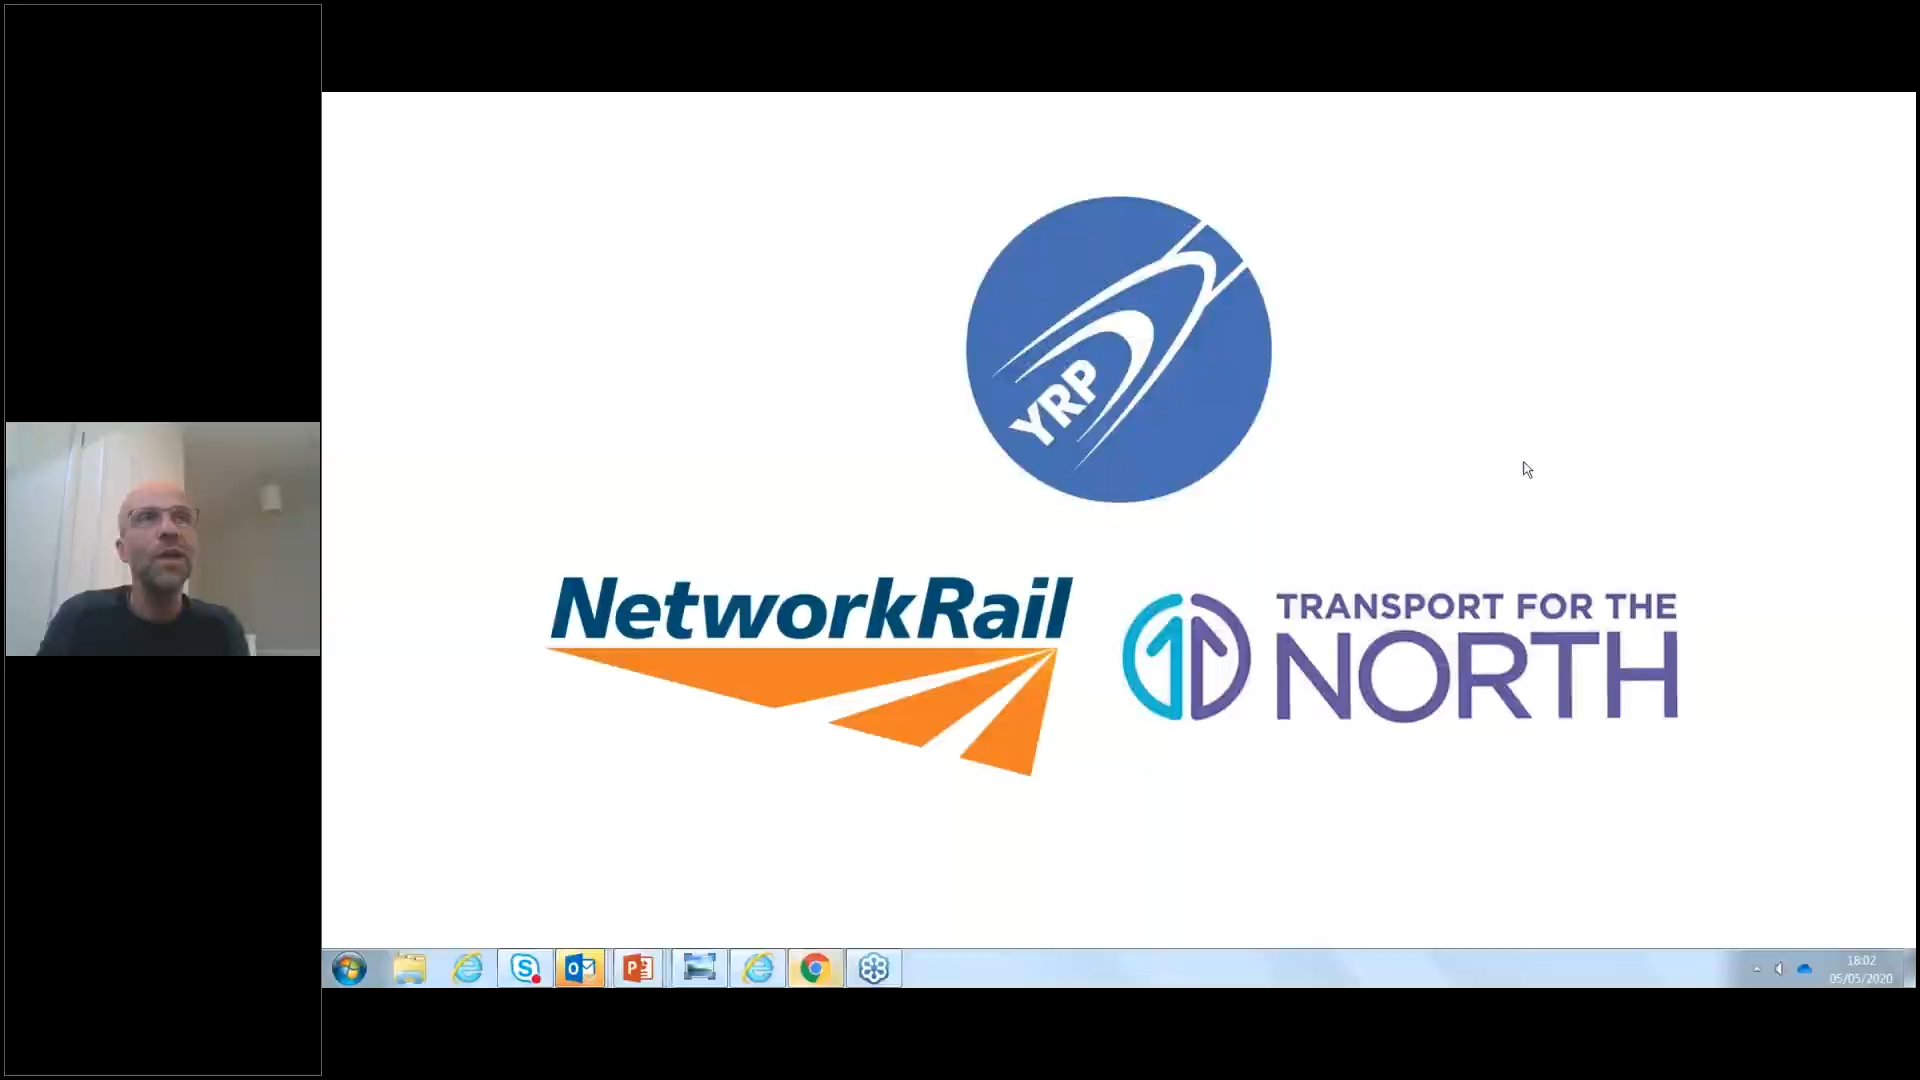 YRP
NetworkRail
TRANSPORT FOR THE
NORTH
18:02
05/05/2020